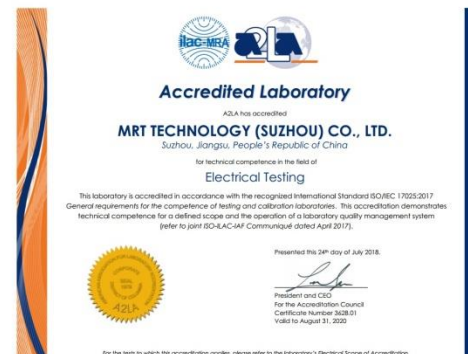 ilac-MRA
A2LA
Accredited Laboratory
A2LA has accredited
MRT TECHNOLOGY (SUZHOU) CO., LTD.
Suzhou, Jiangsu, People's Republic of China
for technical competence in the field of
Electrical Testing
This laboratory is accredited in accordance with the recognized International Standard ISO/IEC 17025:2017
General requirements for the competence of testing and calibration laboratories. This accreditation demonstrates
technical competence for a defined scope and the operation of a laboratory quality management system
(refer to joint ISO-ILAC-IAF Communiqué dated April 2017).
Presented this 24th day of July 2018.
President and CEO
For the Accreditation Council
Certificate Number 3628.01
Valid to August 31, 2020
CORPORATE
SEAL
A2LA
For the tests to which this accreditation applies, please refer to the laboratory's Electrical Scope of Accreditation.